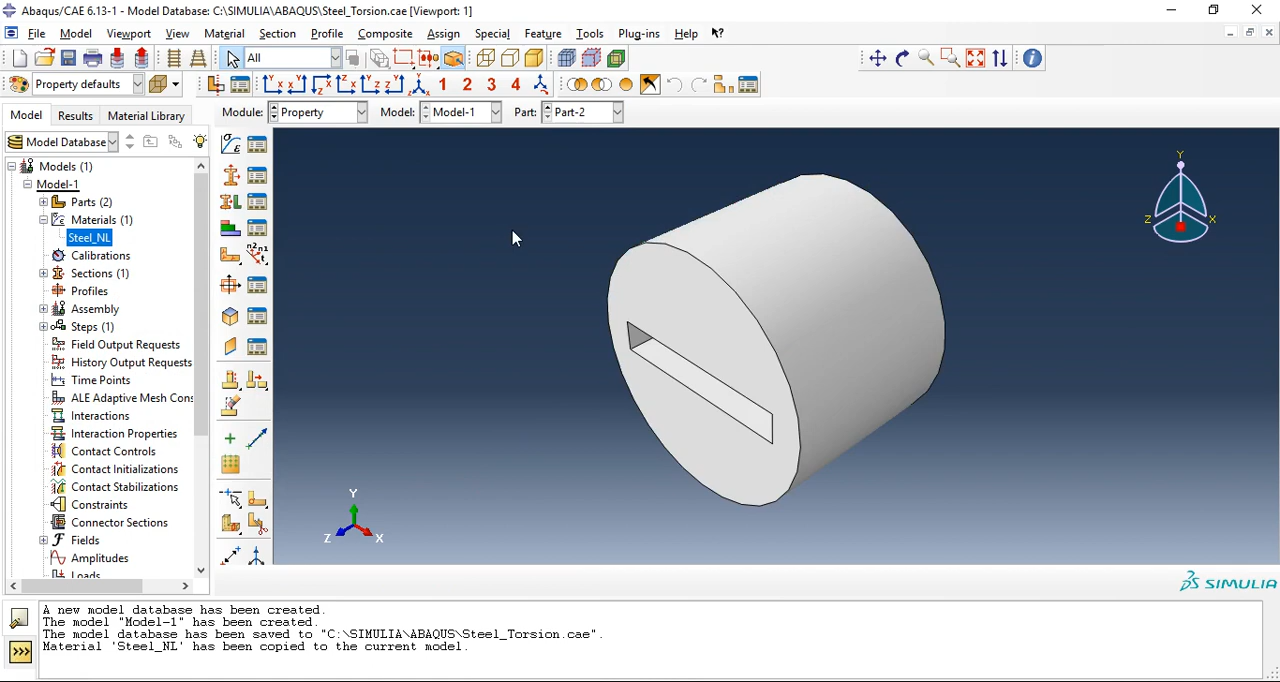 Abaqus/CAE 6.13-1 - Model Database: C:\SIMULIA\ABAQUS\Steel_Torsion.cae [Viewport: 1]
File Model Viewport View Material Section Profile Composite Assign Special Feature Tools Plug-ins Help
All
Property defaults
1 2 3 4
Model Results Material Library
Module: Property Model: Model-1 Part: Part-2
Model Database
Models (1)
Model-1
Parts (2)
Materials (1)
Steel_NL
Calibrations
Sections (1)
Profiles
Assembly
Steps (1)
Field Output Requests
History Output Requests
Time Points
ALE Adaptive Mesh Cons
Interactions
Interaction Properties
Contact Controls
Contact Initializations
Contact Stabilizations
Constraints
Connector Sections
Fields
Amplitudes
Loads
Y
Z X
Y
Z X
SIMULIA
A new model database has been created.
The model "Model-1" has been created.
The model database has been saved to "C:\SIMULIA\ABAQUS\Steel_Torsion.cae".
Material 'Steel_NL' has been copied to the current model.